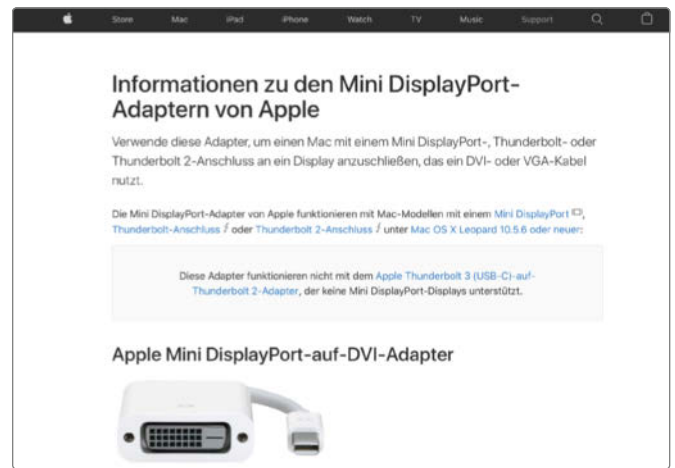 Store Mac iPad iPhone Watch TV Music Support
Informationen zu den Mini DisplayPort-
Adaptern von Apple
Verwende diese Adapter, um einen Mac mit einem Mini DisplayPort-, Thunderbolt- oder
Thunderbolt 2-Anschluss an ein Display anzuschließen, das ein DVI- oder VGA-Kabel
nutzt.
Die Mini DisplayPort-Adapter von Apple funktionieren mit Mac-Modellen mit einem Mini DisplayPort,
Thunderbolt-Anschluss oder Thunderbolt 2-Anschluss unter Mac OS X Leopard 10.5.6 oder neuer:
Diese Adapter funktionieren nicht mit dem Apple Thunderbolt 3 (USB-C)-auf-
Thunderbolt 2-Adapter, der keine Mini DisplayPort-Displays unterstützt.
Apple Mini DisplayPort-auf-DVI-Adapter